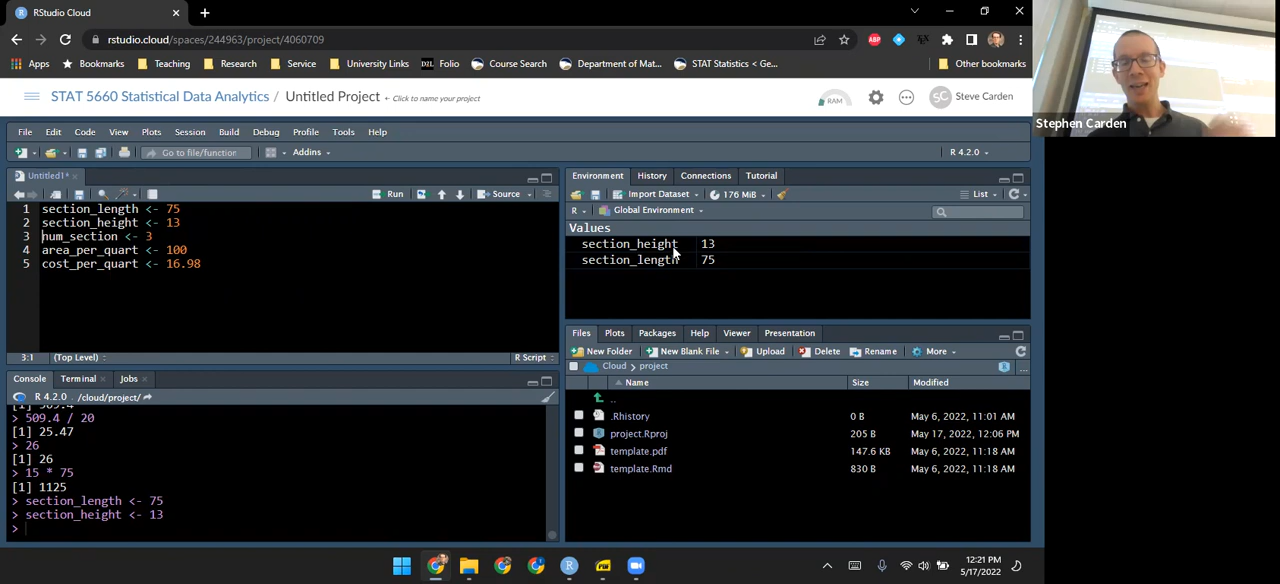 RStudio Cloud
rstudio.cloud/spaces/244963/project/4060709
ABP
Apps Bookmarks Teaching Research Service University Links D2L Folio Course Search Department of Mat... STAT Statistics < Ge... Other bookmarks
STAT 5660 Statistical Data Analytics / Untitled Project ← Click to name your project RAM SC Steve Carden
Stephen Carden
File Edit Code View Plots Session Build Debug Profile Tools Help
Go to file/function Addins R 4.2.0
Untitled1*
Run Source
1 section_length <- 75
2 section_height <- 13
3 num_section <- 3
4 area_per_quart <- 100
5 cost_per_quart <- 16.98
3:1 (Top Level) R Script
Console Terminal Jobs
R 4.2.0 . /cloud/project/
[1] 509.4
> 509.4 / 20
[1] 25.47
> 26
[1] 26
> 15 * 75
[1] 1125
> section_length <- 75
> section_height <- 13
>
Environment History Connections Tutorial
Import Dataset 176 MiB List
R Global Environment
Values
section_height 13
section_length 75
Files Plots Packages Help Viewer Presentation
New Folder New Blank File Upload Delete Rename More
Cloud project
Name Size Modified
..
.Rhistory 0 B May 6, 2022, 11:01 AM
project.Rproj 205 B May 17, 2022, 12:06 PM
template.pdf 147.6 KB May 6, 2022, 11:18 AM
template.Rmd 830 B May 6, 2022, 11:18 AM
12:21 PM
5/17/2022